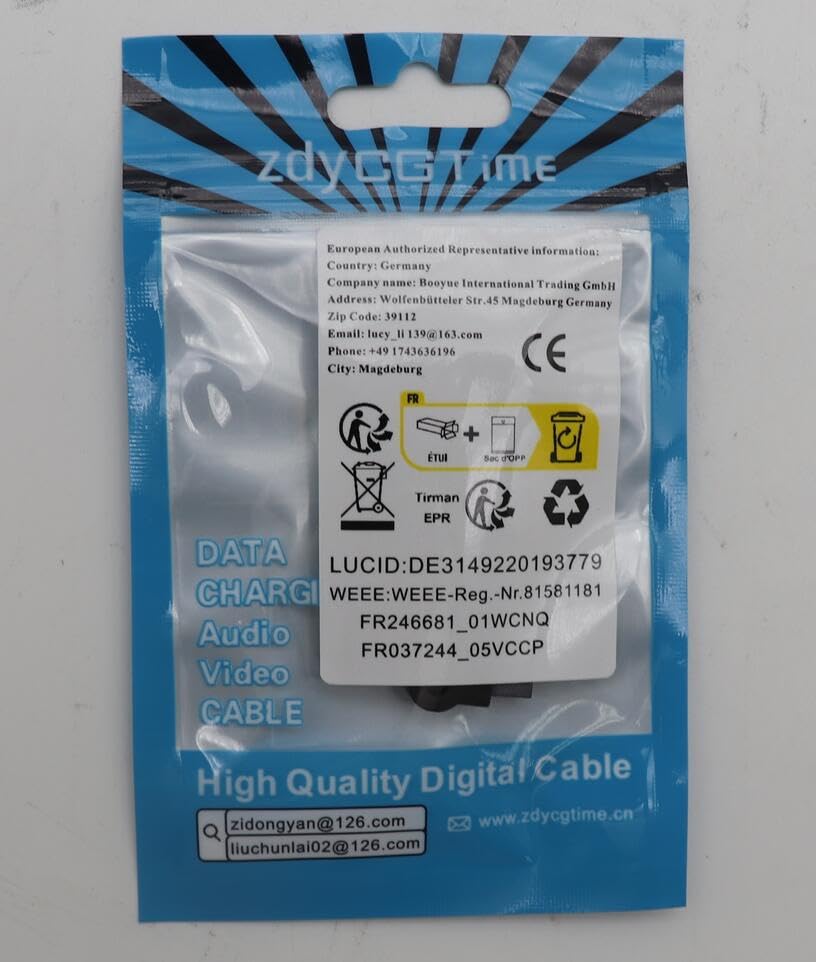 zdyCGTime
European Authorized Representative information:
Country: Germany
Company name: Booyue International Trading GmbH
Address: Wolfenbütteler Str.45 Magdeburg Germany
Zip Code: 39112
Email: lucy_li139@163.com
Phone: +49 1743636196
City: Magdeburg
CE
FR
+
ÉTUI
Sac d'OPP
Tirman
EPR
LUCID:DE3149220193779
WEEE:WEEE-Reg.-Nr.81581181
FR246681_01WCNQ
FR037244_05VCCP
DATA
CHARGI
Audio
Video
CABLE
High Quality Digital Cable
zidongyan@126.com
liuchunlai02@126.com
www.zdycgtime.cn